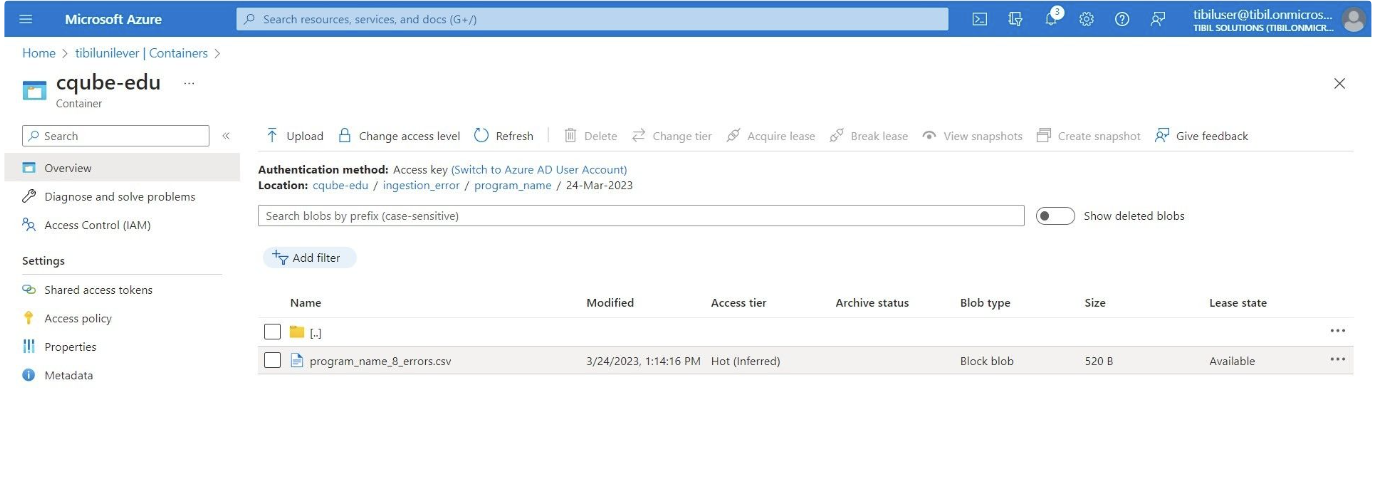 Microsoft Azure
Search resources, services, and docs (G+/)
3
tibiluser@tibil.onmicros...
TIBIL SOLUTIONS (TIBIL.ONMICR...
Home > tibilunilever | Containers >
cqube-edu ...
Container
Search
«
Upload Change access level Refresh Delete Change tier Acquire lease Break lease View snapshots Create snapshot Give feedback
Overview
Diagnose and solve problems
Access Control (IAM)
Settings
Shared access tokens
Access policy
Properties
Metadata
Authentication method: Access key (Switch to Azure AD User Account)
Location: cqube-edu / ingestion_error / program_name / 24-Mar-2023
Search blobs by prefix (case-sensitive)
Show deleted blobs
Add filter
Name Modified Access tier Archive status Blob type Size Lease state
[..] ...
program_name_8_errors.csv 3/24/2023, 1:14:16 PM Hot (Inferred) Block blob 520 B Available ...